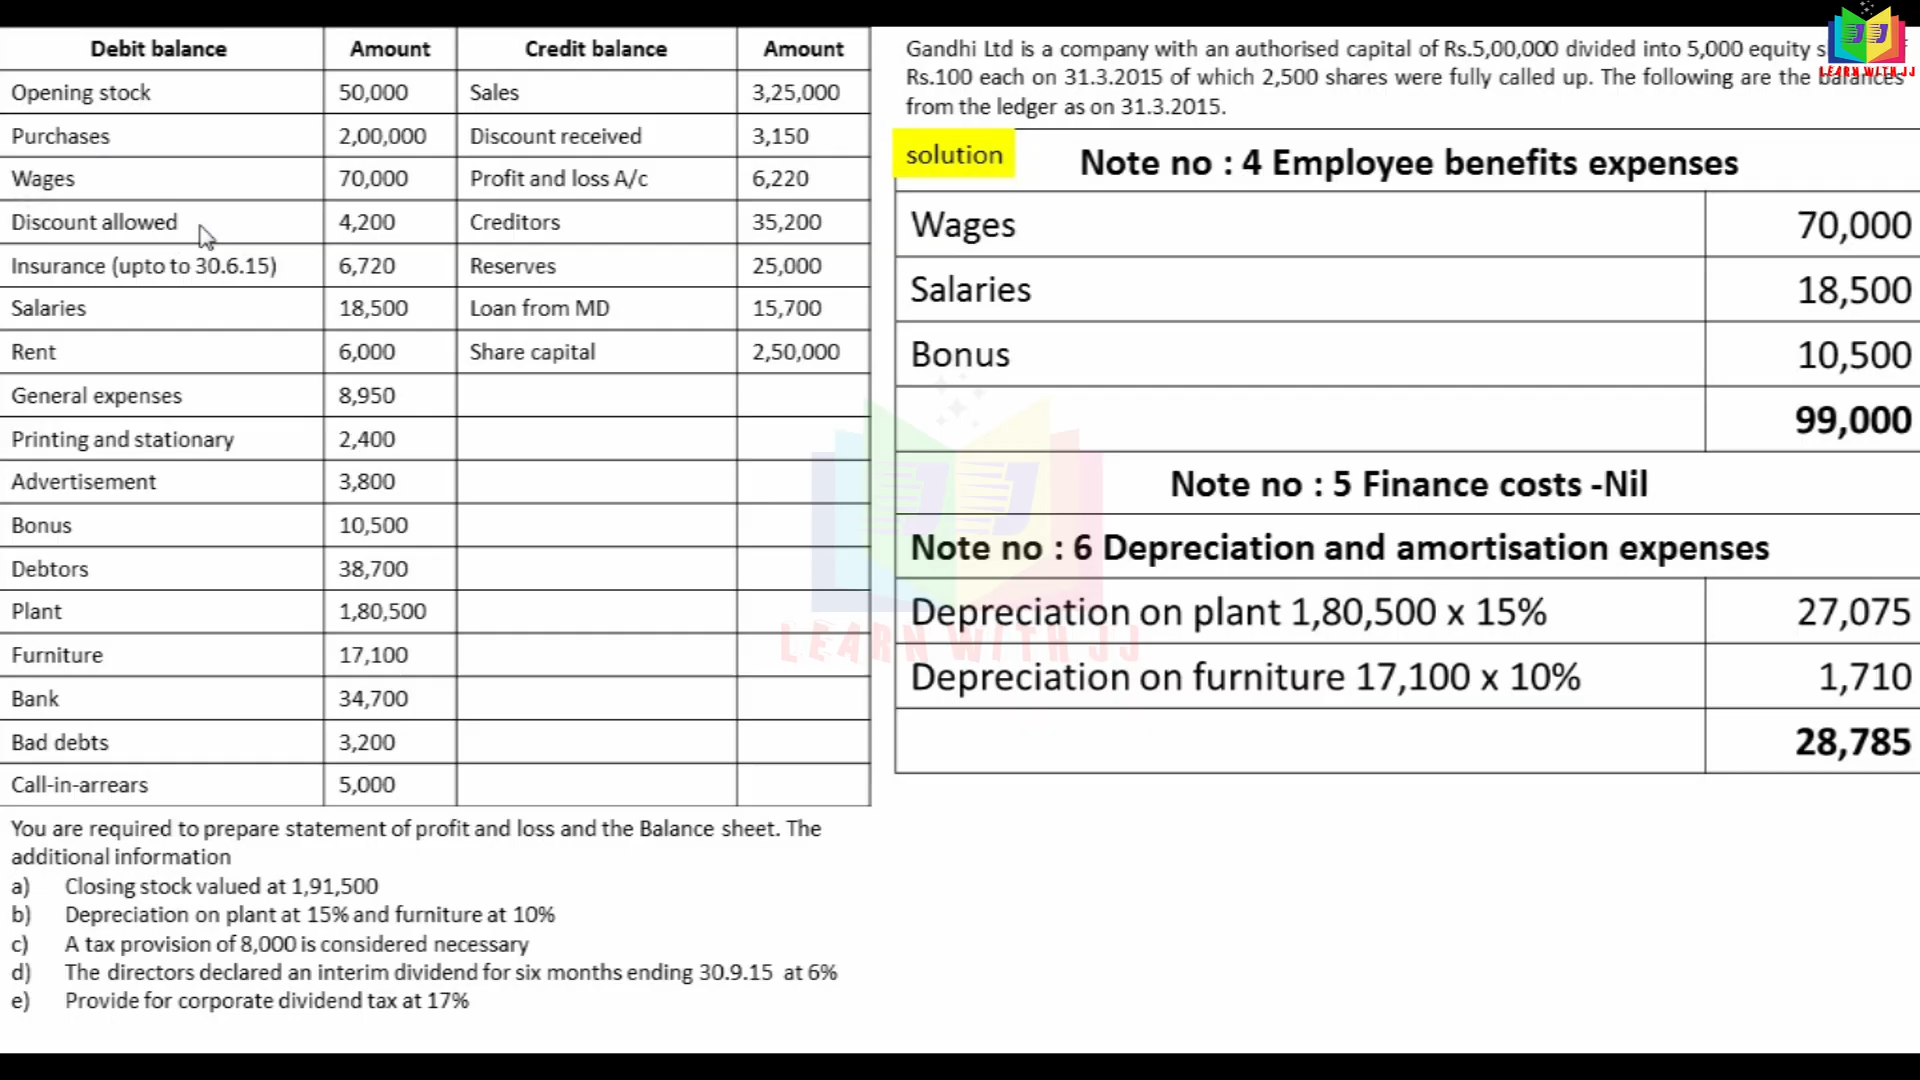 Debit balance Amount Credit balance Amount
Opening stock 50,000 Sales 3,25,000
Purchases 2,00,000 Discount received 3,150
Wages 70,000 Profit and loss A/c 6,220
Discount allowed 4,200 Creditors 35,200
Insurance (upto to 30.6.15) 6,720 Reserves 25,000
Salaries 18,500 Loan from MD 15,700
Rent 6,000 Share capital 2,50,000
General expenses 8,950
Printing and stationary 2,400
Advertisement 3,800
Bonus 10,500
Debtors 38,700
Plant 1,80,500
Furniture 17,100
Bank 34,700
Bad debts 3,200
Call-in-arrears 5,000
You are required to prepare statement of profit and loss and the Balance sheet. The
additional information
a) Closing stock valued at 1,91,500
b) Depreciation on plant at 15% and furniture at 10%
c) A tax provision of 8,000 is considered necessary
d) The directors declared an interim dividend for six months ending 30.9.15 at 6%
e) Provide for corporate dividend tax at 17%
Gandhi Ltd is a company with an authorised capital of Rs.5,00,000 divided into 5,000 equity
Rs.100 each on 31.3.2015 of which 2,500 shares were fully called up. The following are the balances
from the ledger as on 31.3.2015.
solution
Note no : 4 Employee benefits expenses
Wages 70,000
Salaries 18,500
Bonus 10,500
99,000
Note no : 5 Finance costs -Nil
Note no : 6 Depreciation and amortisation expenses
Depreciation on plant 1,80,500 x 15% 27,075
Depreciation on furniture 17,100 x 10% 1,710
28,785
JJ
LEARN WITH JJ
JJ
LEARN WITH JJ